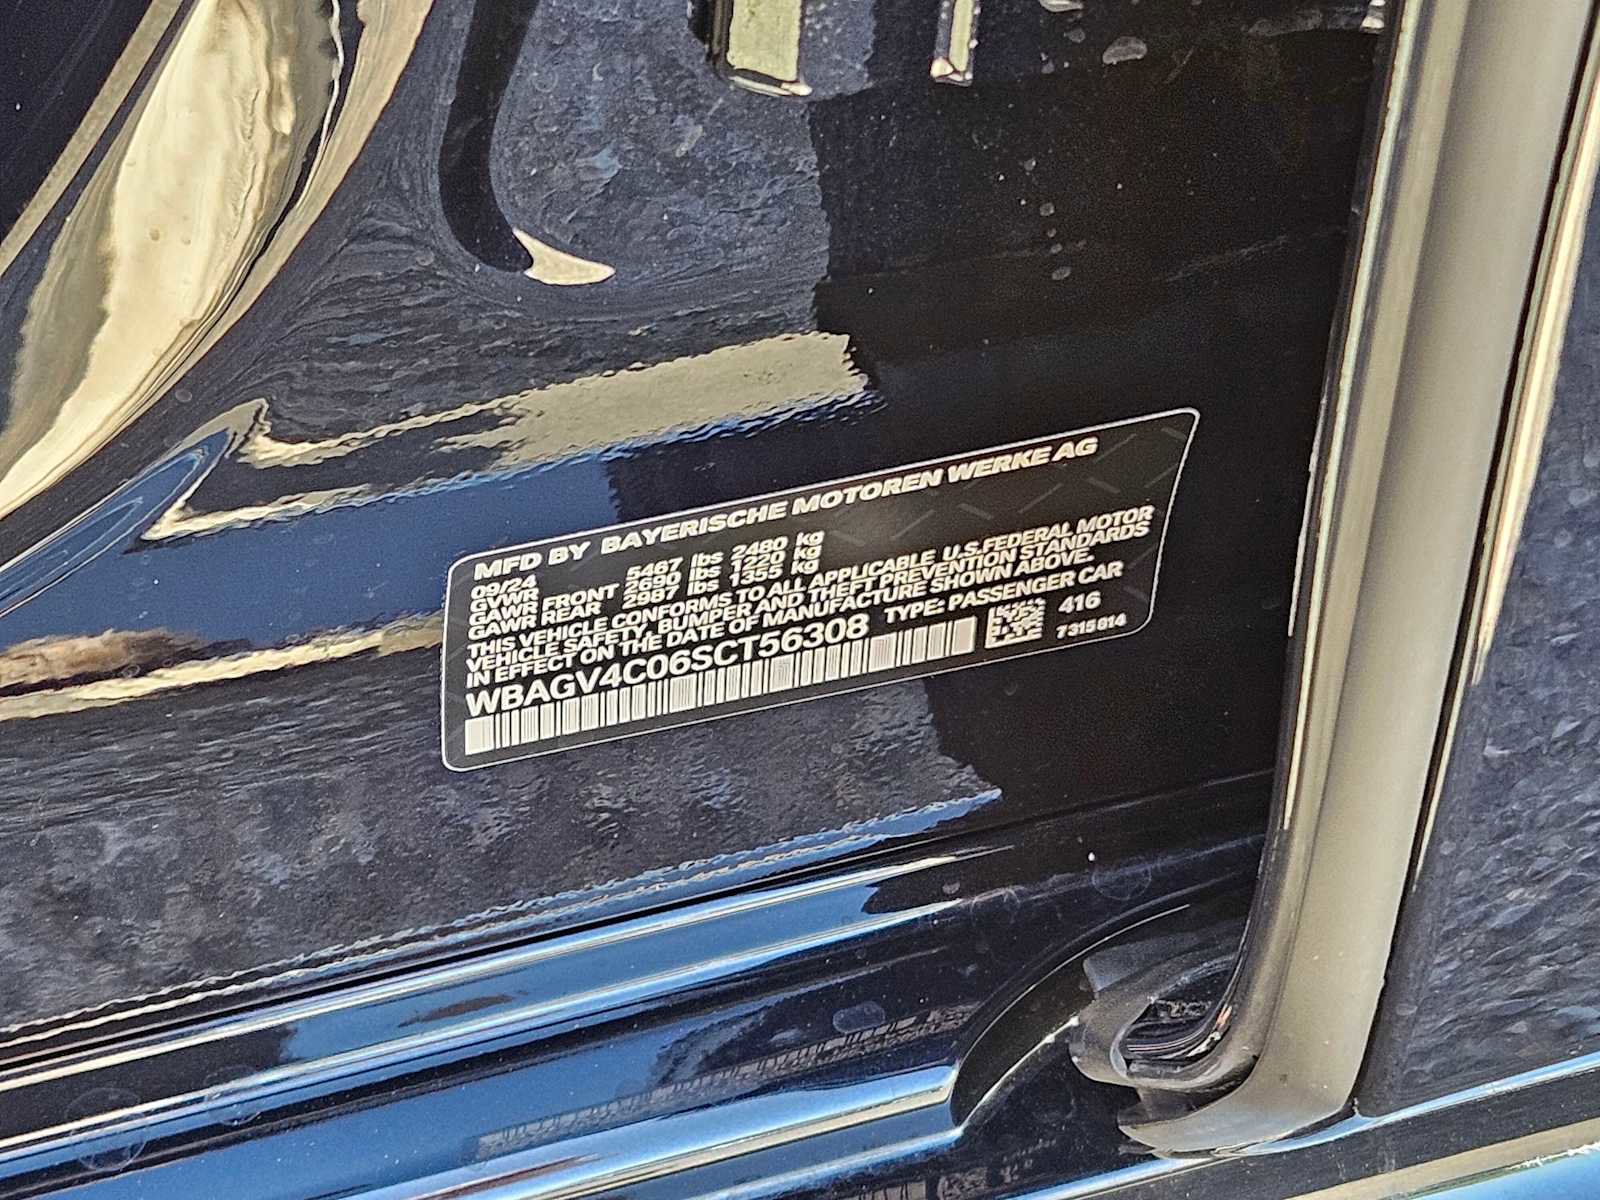 MFD BY BAYERISCHE MOTOREN WERKE AG
09/24
GVWR 5467 lbs 2480 kg
GAWR FRONT 2690 lbs 1220 kg
GAWR REAR 2987 lbs 1355 kg
THIS VEHICLE CONFORMS TO ALL APPLICABLE U.S.FEDERAL MOTOR
VEHICLE SAFETY, BUMPER AND THEFT PREVENTION STANDARDS
IN EFFECT ON THE DATE OF MANUFACTURE SHOWN ABOVE.
WBAGV4C06SCT56308 TYPE: PASSENGER CAR
416
7315814